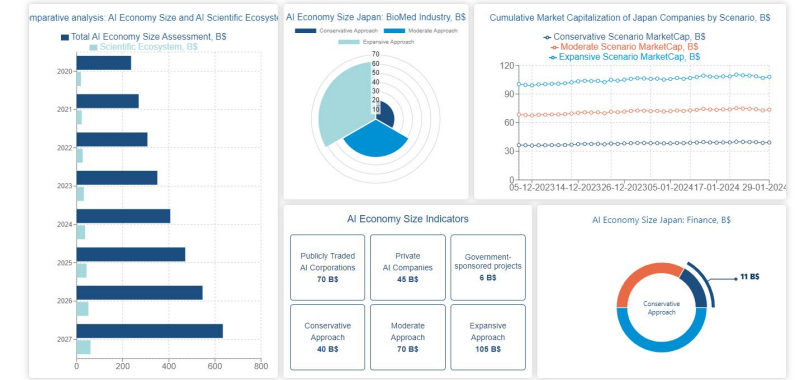 mparative analysis: AI Economy Size and AI Scientific Ecosyst
Total AI Economy Size Assessment, B$
Scientific Ecosystem, B$
2020
2021
2022
2023
2024
2025
2026
2027
0 200 400 600 800
AI Economy Size Japan: BioMed Industry, B$
Conservative Approach Moderate Approach
Expansive Approach
70
60
50
40
30
20
10
Cumulative Market Capitalization of Japan Companies by Scenario, B$
Conservative Scenario MarketCap, B$
Moderate Scenario MarketCap, B$
Expansive Scenario MarketCap, B$
120
90
60
30
0
05-12-2023 14-12-2023 26-12-2023 05-01-2024 17-01-2024 29-01-2024
AI Economy Size Indicators
Publicly Traded
AI Corporations
70 B$
Private
AI Companies
45 B$
Government-
sponsored projects
6 B$
Conservative
Approach
40 B$
Moderate
Approach
70 B$
Expansive
Approach
105 B$
AI Economy Size Japan: Finance, B$
11 B$
Conservative
Approach